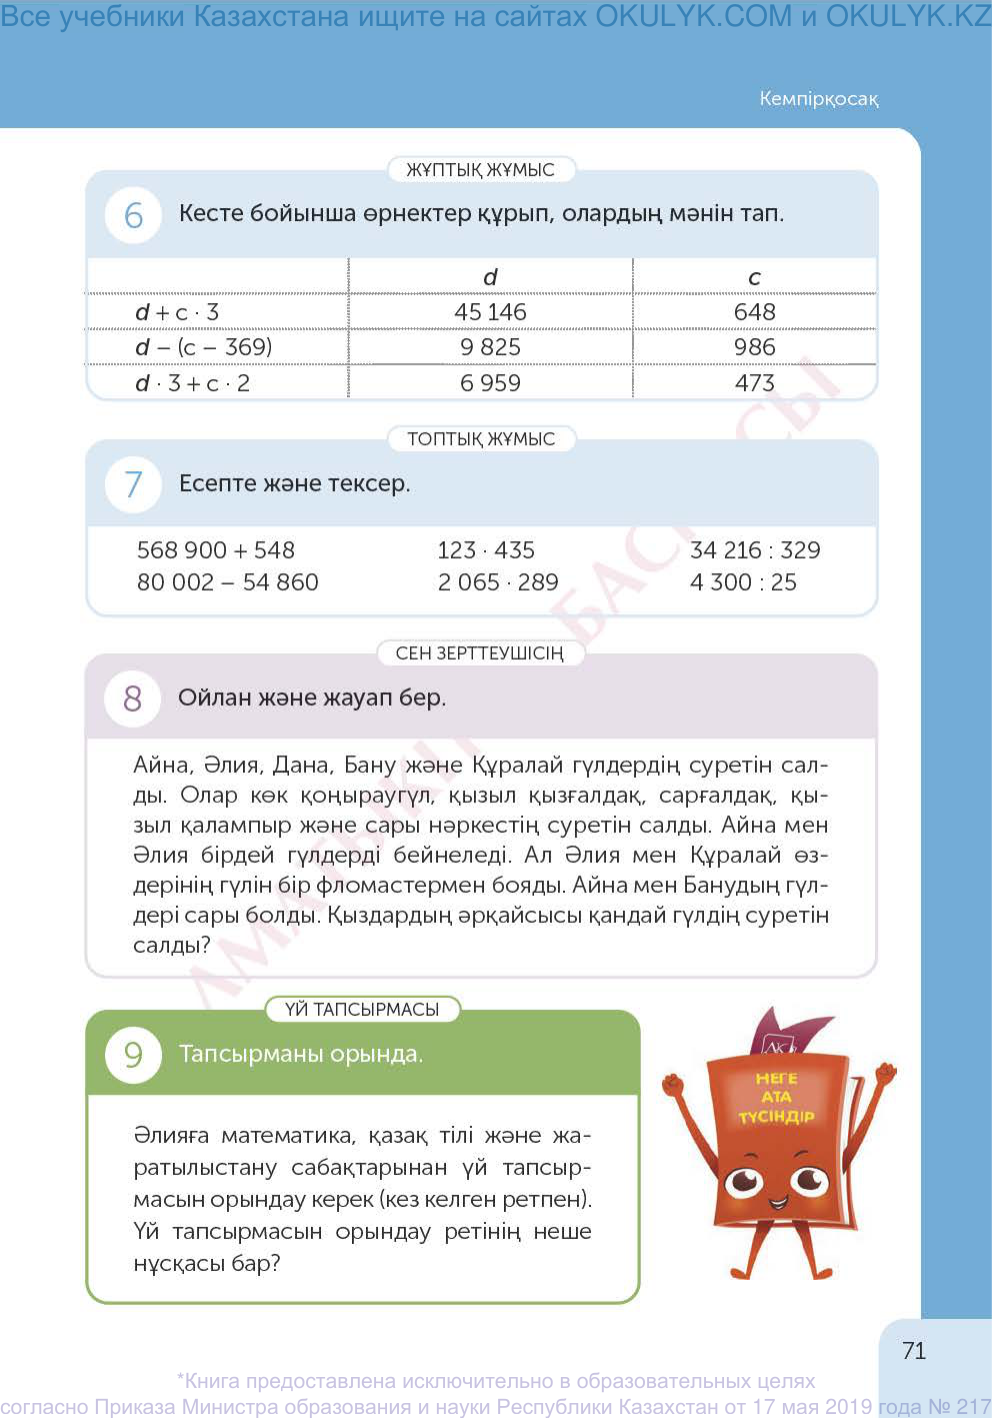 Все учебники Казахстана ищите на сайтах OKULYK.COM и OKULYK.KZ
Кемпірқосақ
ЖҰПТЫҚ ЖҰМЫС
6 Кесте бойынша өрнектер құрып, олардың мәнін тап.
d c
d + c · 3 45 146 648
d – (c – 369) 9 825 986
d · 3 + c · 2 6 959 473
ТОПТЫҚ ЖҰМЫС
7 Есепте және тексер.
568 900 + 548 123 · 435 34 216 : 329
80 002 – 54 860 2 065 · 289 4 300 : 25
СЕН ЗЕРТТЕУШІСІҢ
8 Ойлан және жауап бер.
Айна, Әлия, Дана, Бану және Құралай гүлдердің суретін сал-
ды. Олар көк қоңыраугүл, қызыл қызғалдақ, сарғалдақ, қы-
зыл қалампыр және сары нәркестің суретін салды. Айна мен
Әлия бірдей гүлдерді бейнеледі. Ал Әлия мен Құралай өз-
дерінің гүлін бір фломастермен бояды. Айна мен Банудың гүл-
дері сары болды. Қыздардың әрқайсысы қандай гүлдің суретін
салды?
ҮЙ ТАПСЫРМАСЫ
9 Тапсырманы орында.
Әлияға математика, қазақ тілі және жа-
ратылыстану сабақтарынан үй тапсыр-
масын орындау керек (кез келген ретпен).
Үй тапсырмасын орындау ретінің неше
нұсқасы бар?
НЕГЕ
АТА
ТҮСІНДІР
71
*Книга предоставлена исключительно в образовательных целях
согласно Приказа Министра образования и науки Республики Казахстан от 17 мая 2019 года № 217